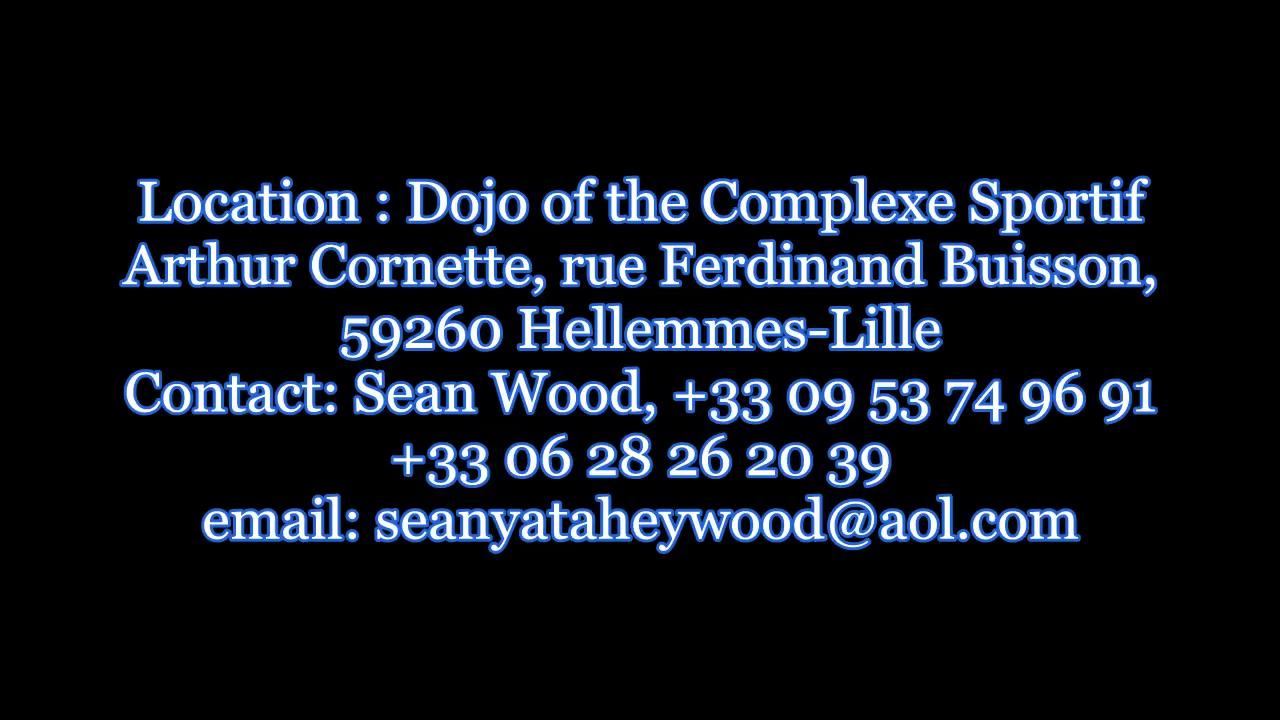 Location : Dojo of the Complexe Sportif
Arthur Cornette, rue Ferdinand Buisson,
59260 Hellemmes-Lille
Contact: Sean Wood, +33 09 53 74 96 91
+33 06 28 26 20 39
email: seanyataheywood@aol.com